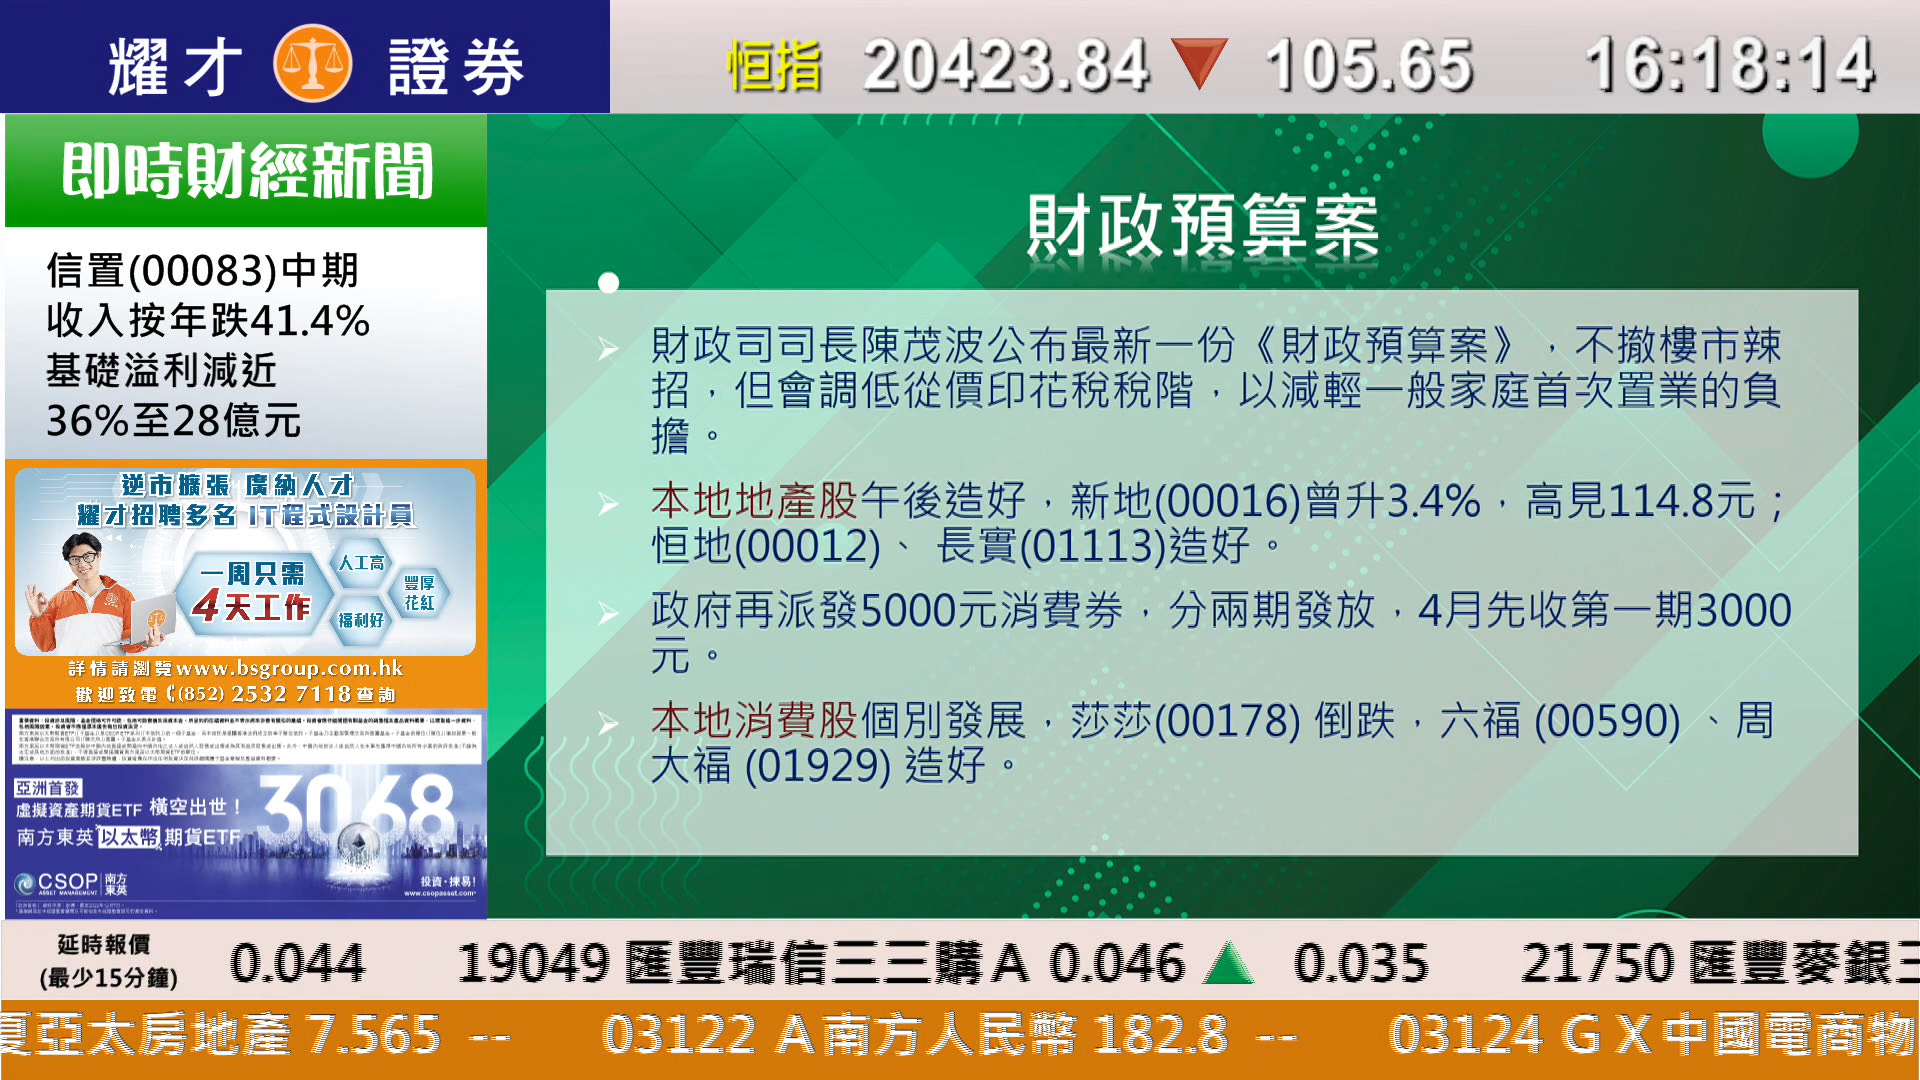 耀才 證券
恒指 20423.84 105.65 16:18:14
即時財經新聞
信置(00083)中期
收入按年跌41.4%
基礎溢利減近
36%至28億元
逆市擴張 廣納人才
耀才招聘多名 IT程式設計員
一周只需
4天工作
人工高
福利好
豐厚
花紅
詳情請瀏覽www.bsgroup.com.hk
歡迎致電 (852) 2532 7118查詢
亞洲首發
虛擬資產期貨ETF 橫空出世！
南方東英 以太幣 期貨ETF
3068
CSOP 南方
ASSET MANAGEMENT 東英
投資·揀易!
www.csopasset.com
財政預算案
財政司司長陳茂波公布最新一份《財政預算案》，不撤樓市辣
招，但會調低從價印花稅稅階，以減輕一般家庭首次置業的負
擔。
本地地產股午後造好，新地(00016)曾升3.4%，高見114.8元；
恒地(00012)、 長實(01113)造好。
政府再派發5000元消費券，分兩期發放，4月先收第一期3000
元。
本地消費股個別發展，莎莎(00178) 倒跌，六福 (00590) 、周
大福 (01929) 造好。
延時報價
(最少15分鐘)
0.044 19049 匯豐瑞信三三購A 0.046 0.035 21750 匯豐麥銀三
夏亞太房地產 7.565 -- 03122 A南方人民幣 182.8 -- 03124 GX中國電商物